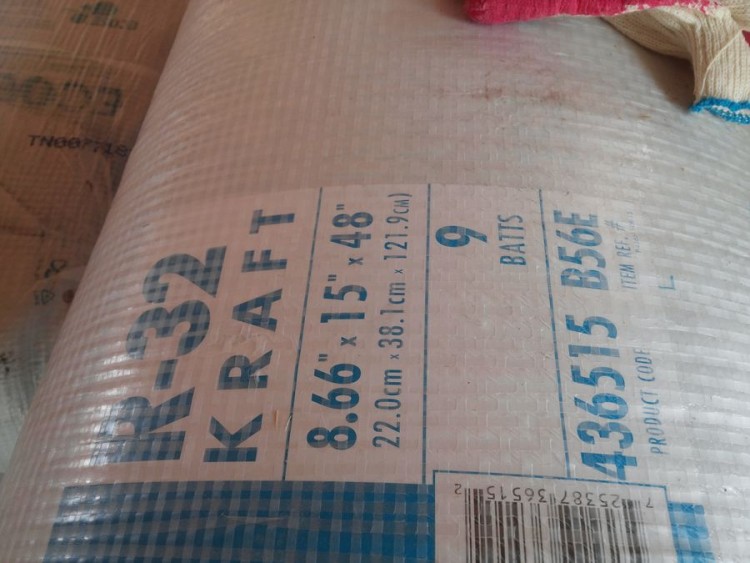 R-32
KRAFT
8.66" x 15" x 48"
22.0cm x 38.1cm x 121.9cm)
9
BATTS
436515 B56E
PRODUCT CODE ITEM REF. #
7 25387 36515 2